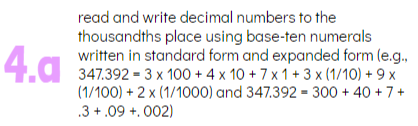 4.a
read and write decimal numbers to the
thousandths place using base-ten numerals
written in standard form and expanded form (e.g.,
347.392 = 3 x 100 + 4 x 10 + 7 x 1 + 3 x (1/10) + 9 x
(1/100) + 2 x (1/1000) and 347.392 = 300 + 40 + 7 +
.3 + .09 +. 002)